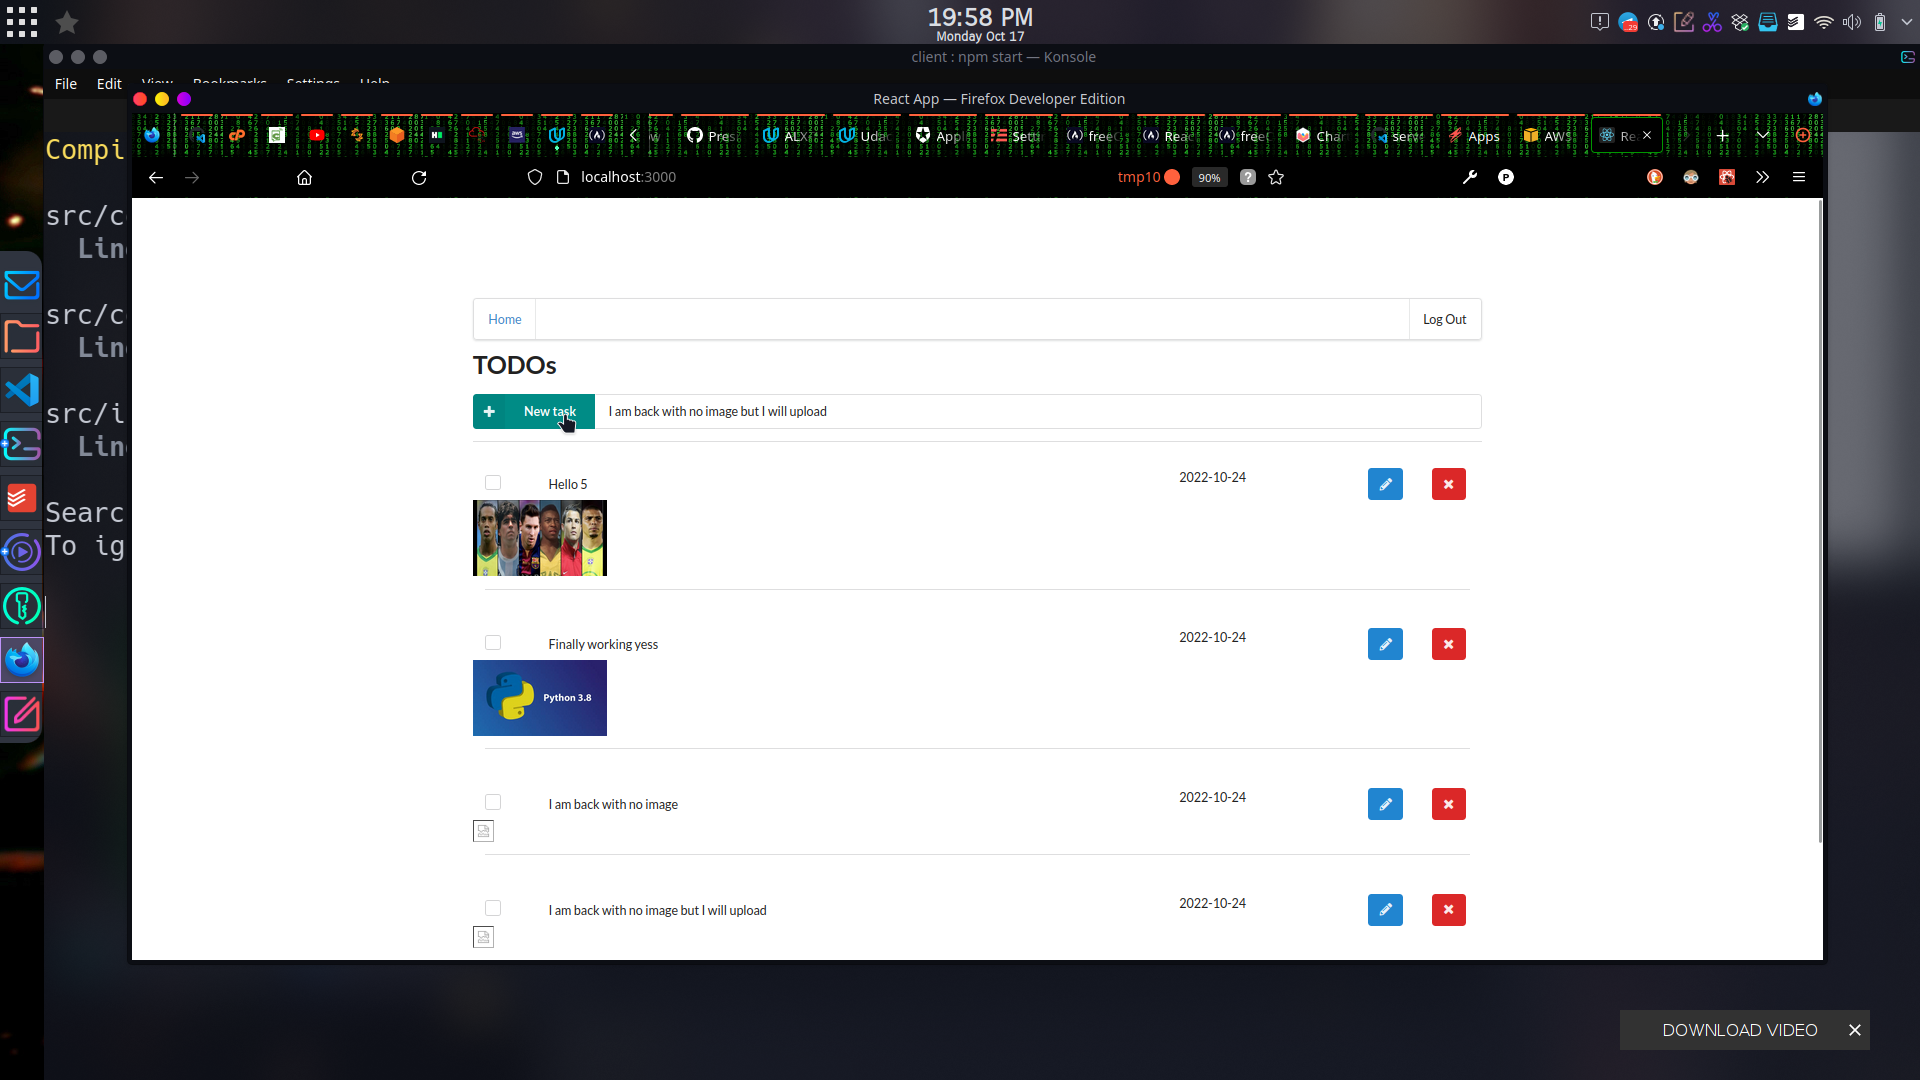 19:58 PM
Monday Oct 17
29
client : npm start — Konsole
File Edit View Bookmarks Settings Help
React App — Firefox Developer Edition
Pres
ALX
Uda
Appl
Setti
free
Rea
free
Cha
serv
Apps
AWS
Re
localhost:3000
tmp10
90%
Compi
src/c
Lin
src/c
Lin
src/i
Lin
Searc
To ig
Home
Log Out
TODOs
New task
I am back with no image but I will upload
Hello 5
2022-10-24
Finally working yess
2022-10-24
Python 3.8
I am back with no image
2022-10-24
I am back with no image but I will upload
2022-10-24
DOWNLOAD VIDEO